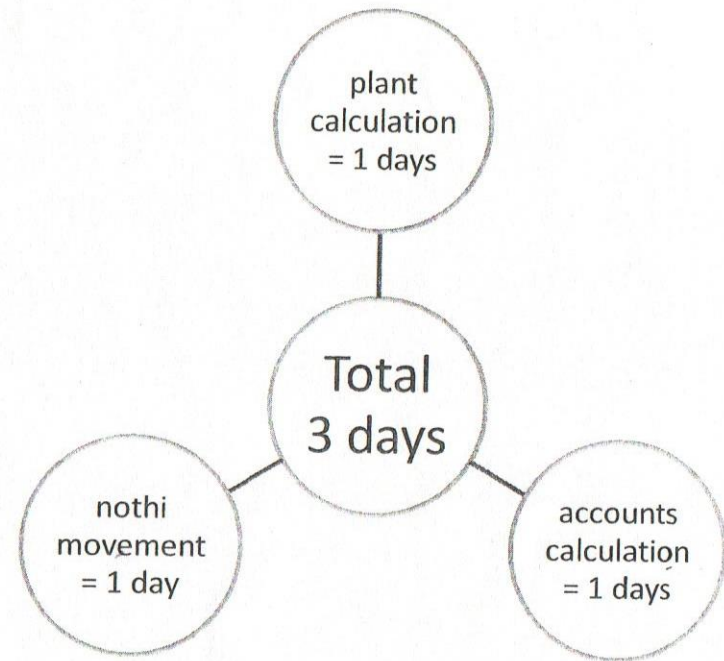 plant
calculation
= 1 days
Total
3 days
nothi
movement
= 1 day
accounts
calculation
= 1 days